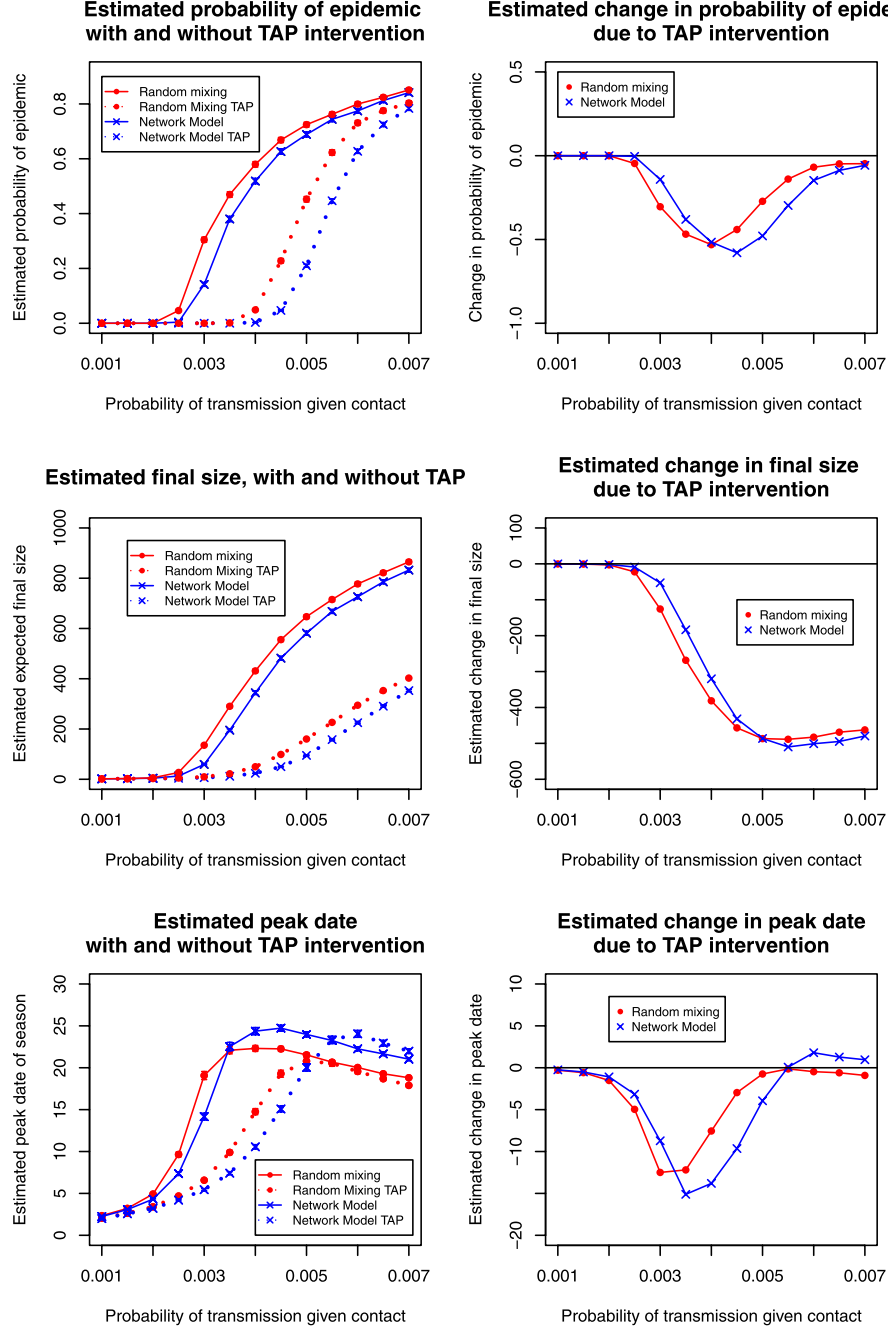 Estimated probability of epidemic
with and without TAP intervention
Estimated probability of epidemic
0.0
0.2
0.4
0.6
0.8
Random mixing
Random Mixing TAP
Network Model
Network Model TAP
0.001
0.003
0.005
0.007
Probability of transmission given contact
Estimated change in probability of epide
due to TAP intervention
Change in probability of epidemic
−1.0
−0.5
0.0
0.5
Random mixing
Network Model
0.001
0.003
0.005
0.007
Probability of transmission given contact
Estimated final size, with and without TAP
Estimated expected final size
0
200
400
600
800
1000
Random mixing
Random Mixing TAP
Network Model
Network Model TAP
0.001
0.003
0.005
0.007
Probability of transmission given contact
Estimated change in final size
due to TAP intervention
Estimated change in final size
−600
−400
−200
0
100
Random mixing
Network Model
0.001
0.003
0.005
0.007
Probability of transmission given contact
Estimated peak date
with and without TAP intervention
Estimated peak date of season
0
5
10
15
20
25
30
Random mixing
Random Mixing TAP
Network Model
Network Model TAP
0.001
0.003
0.005
0.007
Probability of transmission given contact
Estimated change in peak date
due to TAP intervention
Estimated change in peak date
−20
−10
−5
0
5
10
Random mixing
Network Model
0.001
0.003
0.005
0.007
Probability of transmission given contact